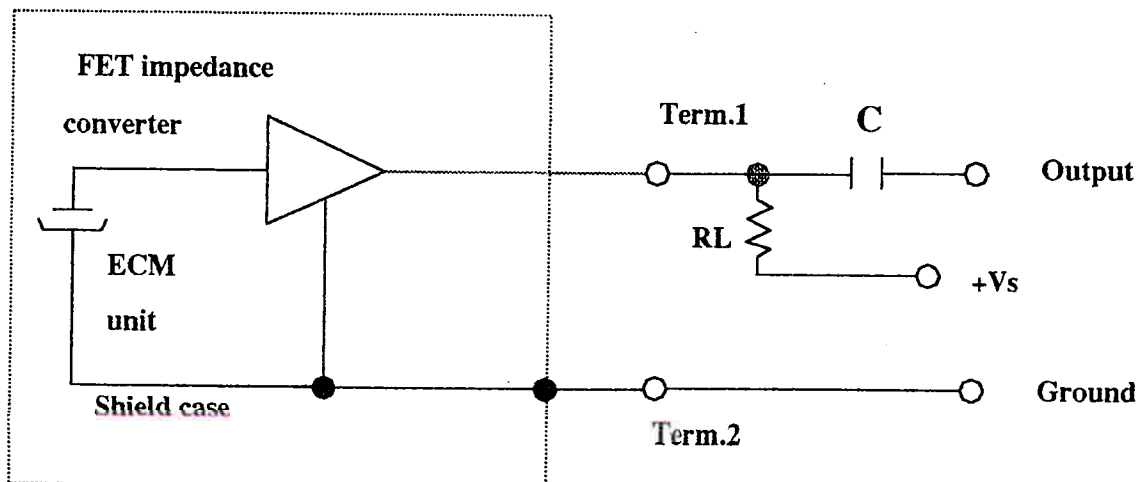 FET impedance
converter
Term.1
C
Output
RL
ECM
unit
+Vs
Shield case
Ground
Term.2